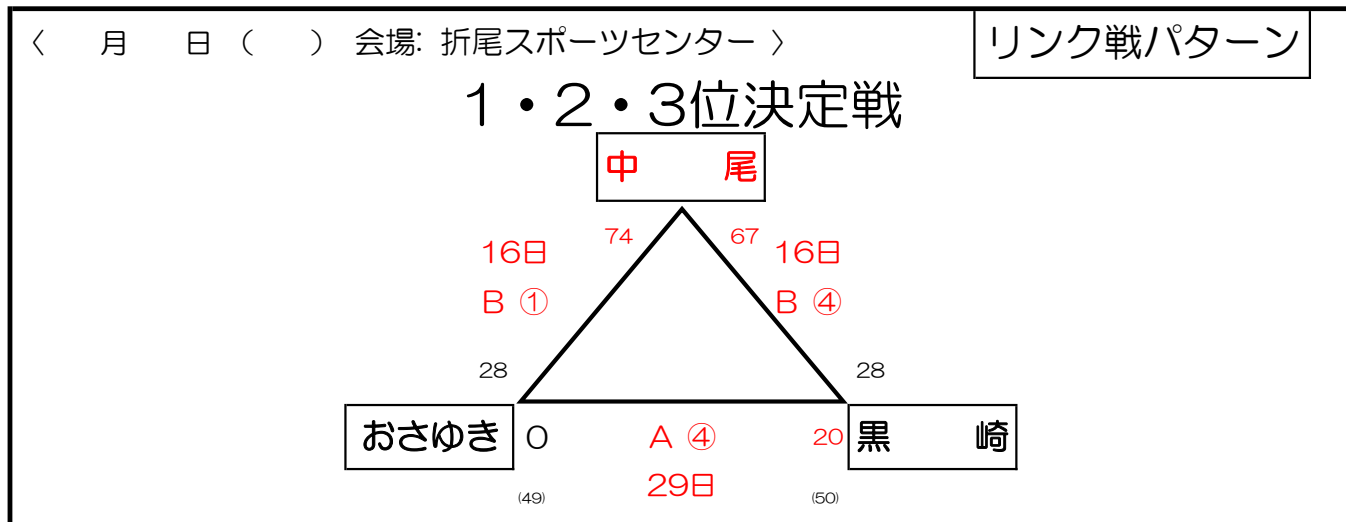 〈　月　日（　）会場: 折尾スポーツセンター 〉
リンク戦パターン
1・2・3位決定戦
中　尾
74
67
16日
16日
B ①
B ④
28
28
おさゆき
0
A ④
20
黒　崎
29日
(49)
(50)